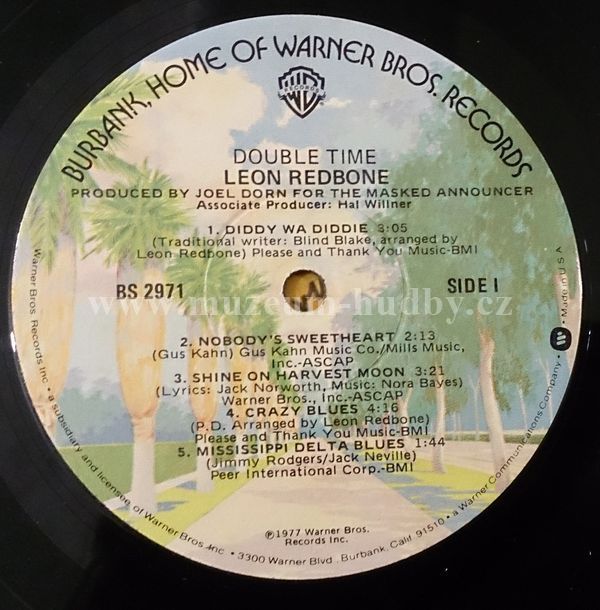 BURBANK, HOME OF WARNER BROS. RECORDS
WB
RECORDS
DOUBLE TIME
LEON REDBONE
PRODUCED BY JOEL DORN FOR THE MASKED ANNOUNCER
Associate Producer: Hal Willner
1. DIDDY WA DIDDIE 3:05
(Traditional writer: Blind Blake, arranged by
Leon Redbone) Please and Thank You Music-BMI
BS 2971
SIDE I
www.muzeum-hudby.cz
2. NOBODY'S SWEETHEART 2:13
(Gus Kahn) Gus Kahn Music Co./Mills Music,
Inc.-ASCAP
3. SHINE ON HARVEST MOON 3:21
(Lyrics: Jack Norworth, Music: Nora Bayes)
Warner Bros., Inc-ASCAP
4. CRAZY BLUES 4:16
(P.D. Arranged by Leon Redbone)
Please and Thank You Music-BMI
5. MISSISSIPPI DELTA BLUES 1:44
(Jimmy Rodgers/Jack Neville)
Peer International Corp.-BMI
℗©1977 Warner Bros.
Records Inc.
Warner Bros. Records Inc. • a subsidiary and licensee of Warner Bros. Inc. • 3300 Warner Blvd., Burbank, Calif. 91510 • a Warner Communications Company • Made in U.S.A.